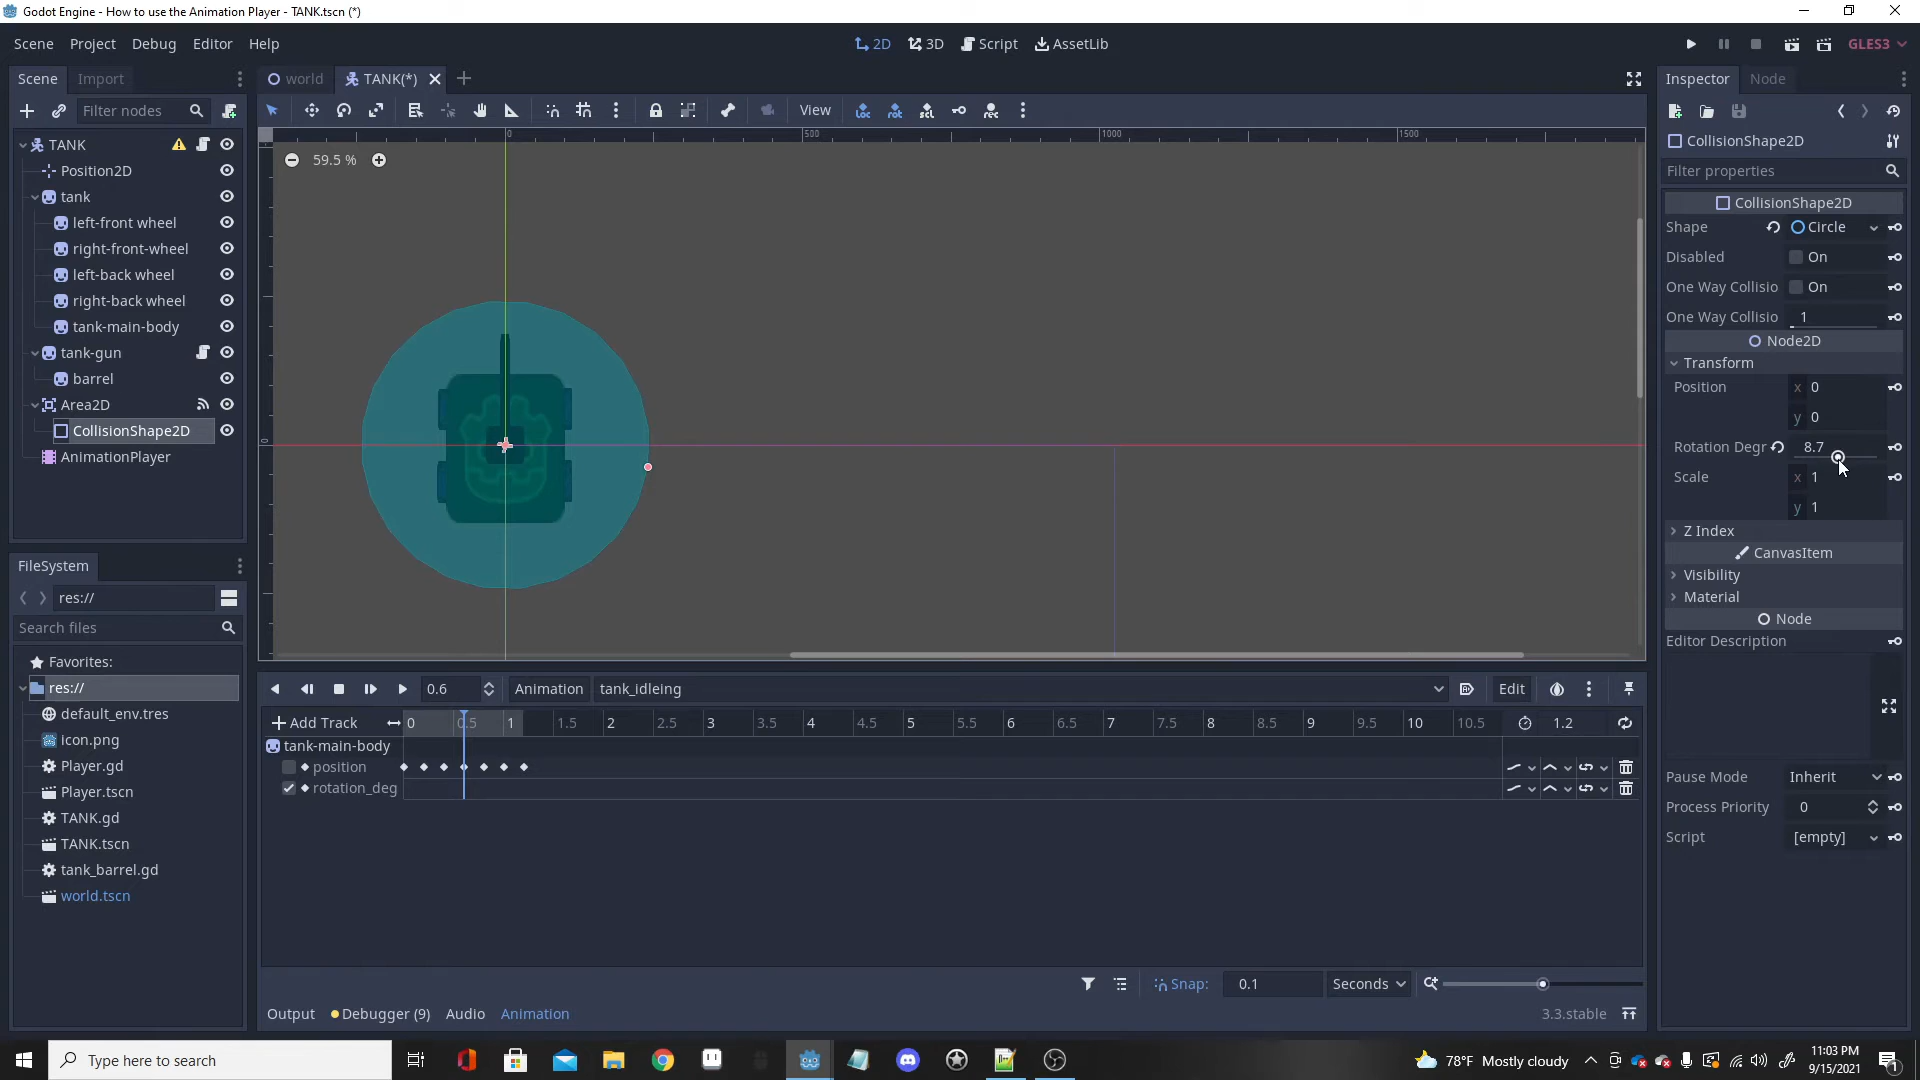 Godot Engine - How to use the Animation Player - TANK.tscn (*)
Scene Project Debug Editor Help
2D 3D Script AssetLib
GLES3
Scene Import
Filter nodes
TANK
Position2D
tank
left-front wheel
right-front-wheel
left-back wheel
right-back wheel
tank-main-body
tank-gun
barrel
Area2D
CollisionShape2D
AnimationPlayer
FileSystem
res://
Search files
Favorites:
res://
default_env.tres
icon.png
Player.gd
Player.tscn
TANK.gd
TANK.tscn
tank_barrel.gd
world.tscn
world TANK(*)
View
0 500 1000 1500
0
59.5 %
0.6 Animation tank_idleing Edit
Add Track 0 0.5 1 1.5 2 2.5 3 3.5 4 4.5 5 5.5 6 6.5 7 7.5 8 8.5 9 9.5 10 10.5 1.2
tank-main-body
position
rotation_deg
Snap: 0.1 Seconds
Output Debugger (9) Audio Animation 3.3.stable
Inspector Node
CollisionShape2D
Filter properties
CollisionShape2D
Shape Circle
Disabled On
One Way Collisio On
One Way Collisio 1
Node2D
Transform
Position x 0
y 0
Rotation Degr 8.7
Scale x 1
y 1
Z Index
CanvasItem
Visibility
Material
Node
Editor Description
Pause Mode Inherit
Process Priority 0
Script [empty]
Type here to search
78°F Mostly cloudy
11:03 PM
9/15/2021
1